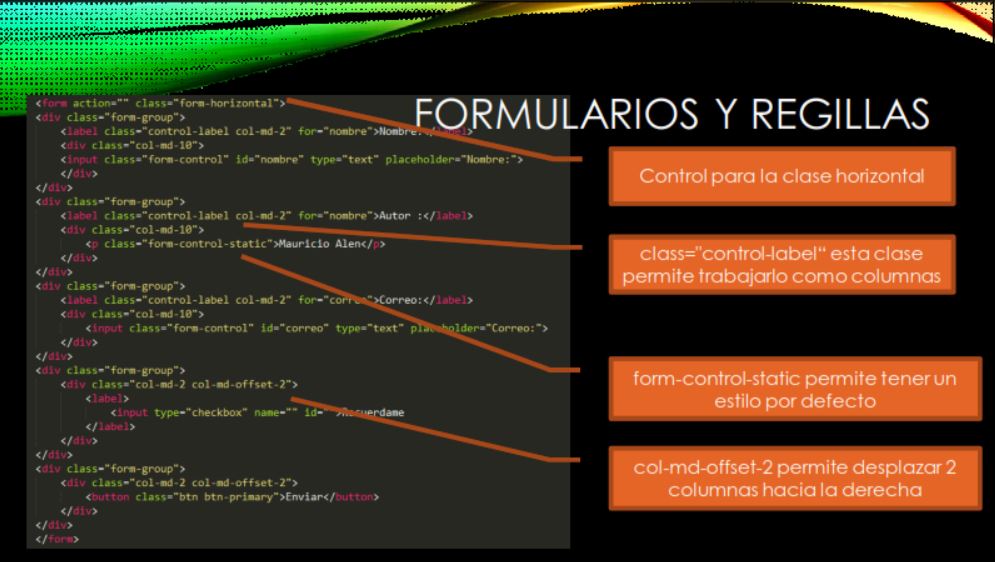 FORMULARIOS Y REGILLAS
<form action="" class="form-horizontal">
<div class="form-group">
<label class="control-label col-md-2" for="nombre">Nombre:</label>
<div class="col-md-10">
<input class="form-control" id="nombre" type="text" placeholder="Nombre:">
</div>
</div>
<div class="form-group">
<label class="control-label col-md-2" for="nombre">Autor :</label>
<div class="col-md-10">
<p class="form-control-static">Mauricio Alen</p>
</div>
</div>
<div class="form-group">
<label class="control-label col-md-2" for="correo">Correo:</label>
<div class="col-md-10">
<input class="form-control" id="correo" type="text" placeholder="Correo:">
</div>
</div>
<div class="form-group">
<div class="col-md-2 col-md-offset-2">
<label>
<input type="checkbox" name="" id="">Recuerdame
</label>
</div>
</div>
<div class="form-group">
<div class="col-md-2 col-md-offset-2">
<button class="btn btn-primary">Enviar</button>
</div>
</div>
</form>
Control para la clase horizontal
class="control-label“ esta clase
permite trabajarlo como columnas
form-control-static permite tener un
estilo por defecto
col-md-offset-2 permite desplazar 2
columnas hacia la derecha